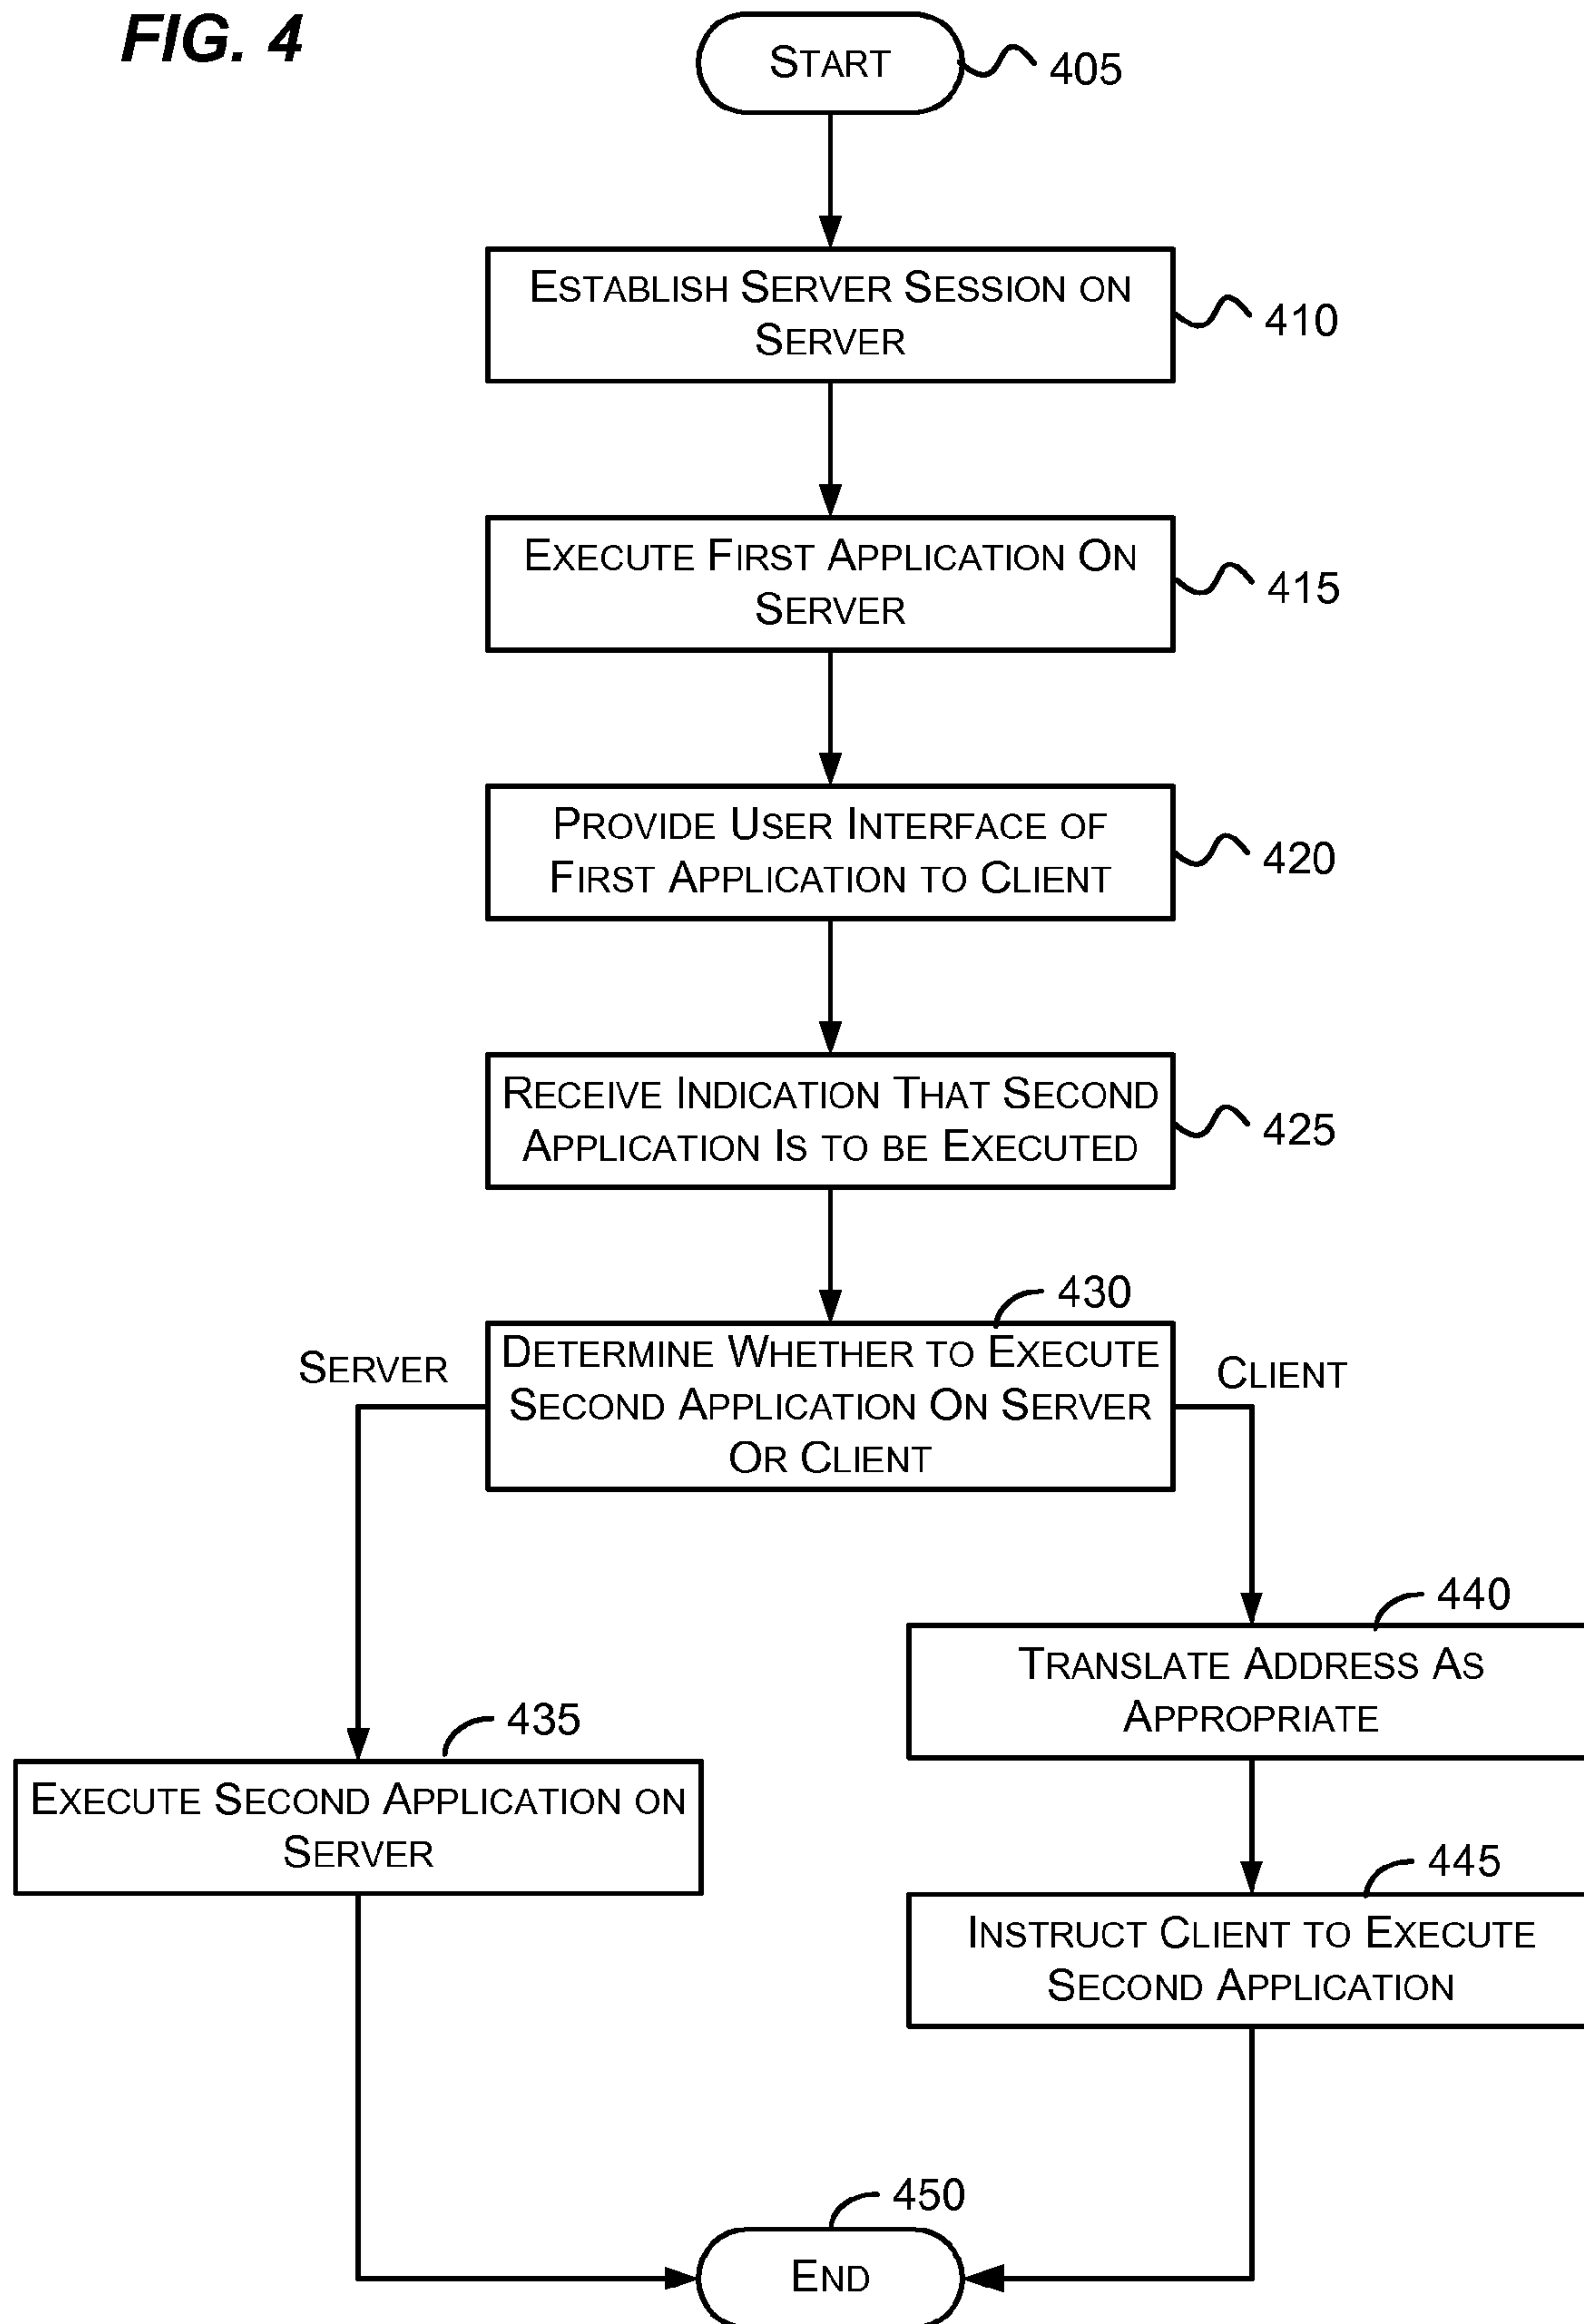 FIG. 4
START
405
ESTABLISH SERVER SESSION ON
SERVER
410
EXECUTE FIRST APPLICATION ON
SERVER
415
PROVIDE USER INTERFACE OF
FIRST APPLICATION TO CLIENT
420
RECEIVE INDICATION THAT SECOND
APPLICATION IS TO BE EXECUTED
425
430
DETERMINE WHETHER TO EXECUTE
SECOND APPLICATION ON SERVER
OR CLIENT
SERVER
CLIENT
440
TRANSLATE ADDRESS AS
APPROPRIATE
435
EXECUTE SECOND APPLICATION ON
SERVER
445
INSTRUCT CLIENT TO EXECUTE
SECOND APPLICATION
450
END